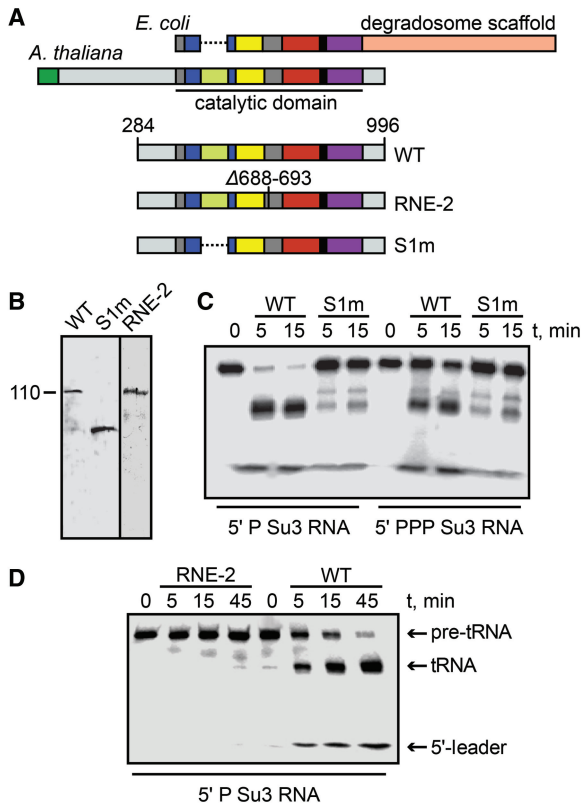 A
E. coli
degradosome scaffold
A. thaliana
catalytic domain
284 996
WT
Δ688-693
RNE-2
S1m
B
WT S1m RNE-2
110
C
WT S1m WT S1m
0 5 15 5 15 0 5 15 5 15 t, min
5' P Su3 RNA 5' PPP Su3 RNA
D
RNE-2 WT
0 5 15 45 0 5 15 45 t, min
←pre-tRNA
←tRNA
←5'-leader
5' P Su3 RNA